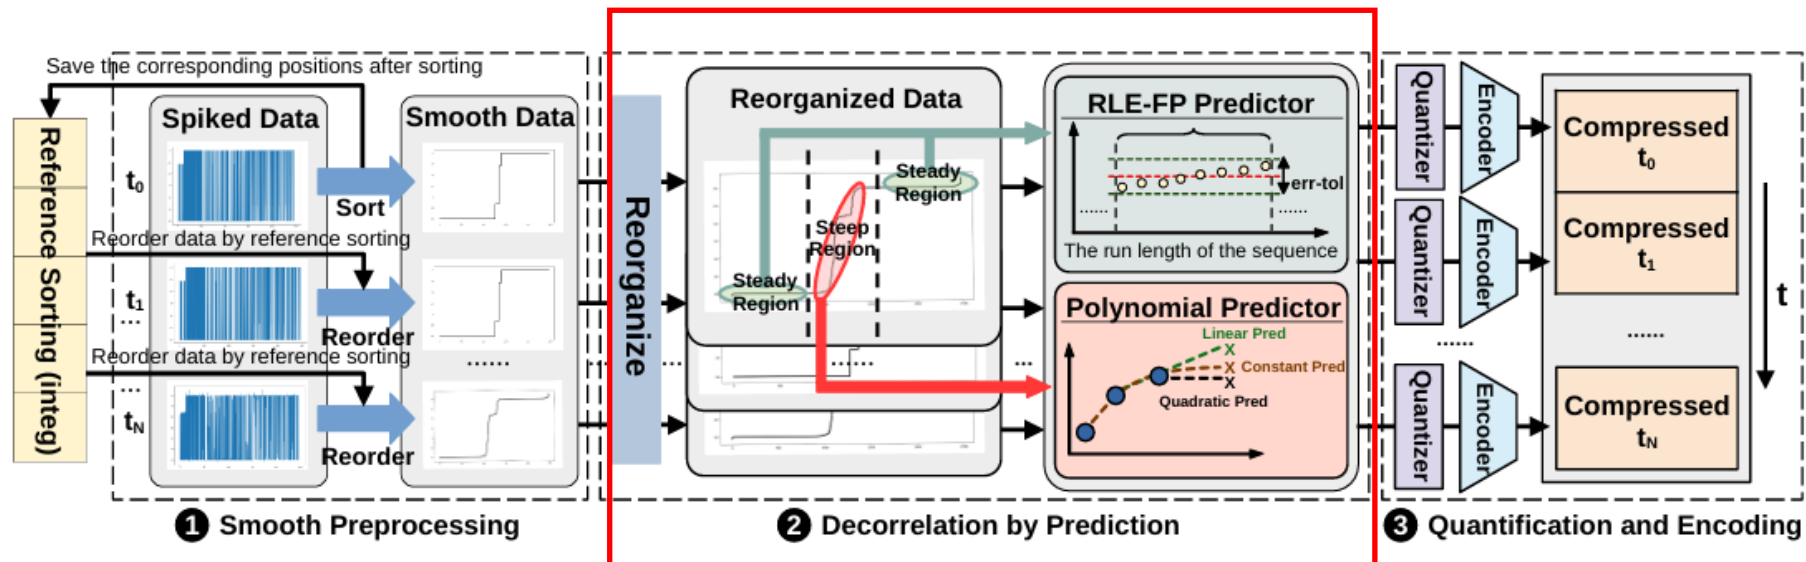 Save the corresponding positions after sorting
Reference Sorting (integ)
Spiked Data
Smooth Data
t0
Sort
Reorder data by reference sorting
t1
...
Reorder
......
Reorder data by reference sorting
...
tN
Reorder
1 Smooth Preprocessing
Reorganize
...
Reorganized Data
Steady
Region
Steep
Region
Steady
Region
......
...
RLE-FP Predictor
err-tol
......
......
The run length of the sequence
Polynomial Predictor
Linear Pred
X
X Constant Pred
X
Quadratic Pred
2 Decorrelation by Prediction
Quantizer
Encoder
Quantizer
Encoder
......
Quantizer
Encoder
Compressed
t0
Compressed
t1
......
Compressed
tN
t
3 Quantification and Encoding